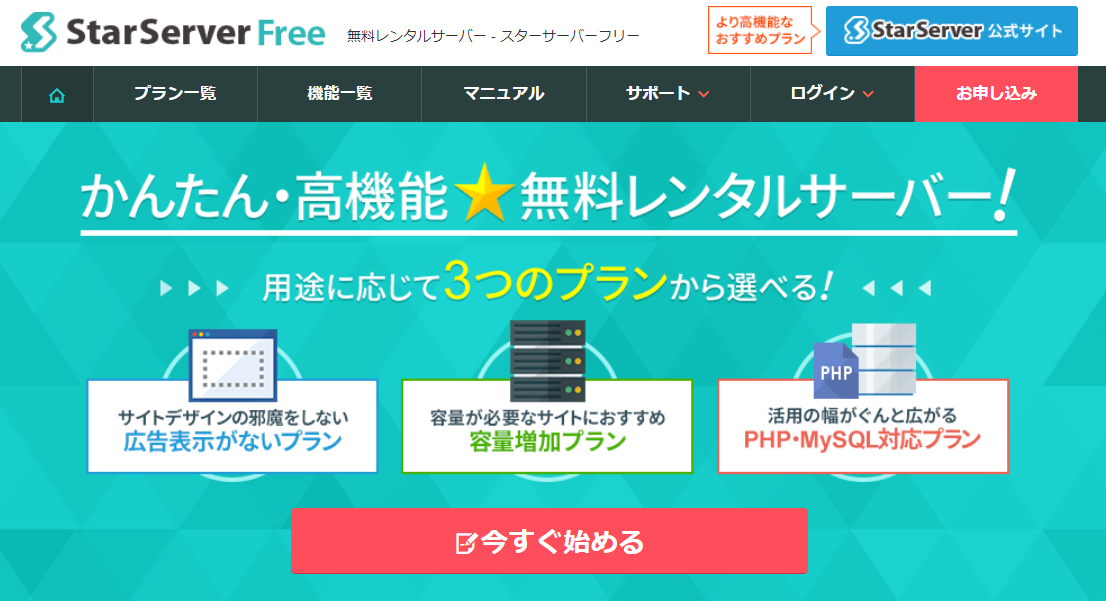 StarServer Free
無料レンタルサーバー - スターサーバーフリー
より高機能な
おすすめプラン
StarServer 公式サイト
プラン一覧
機能一覧
マニュアル
サポート
ログイン
お申し込み
かんたん・高機能★無料レンタルサーバー!
用途に応じて3つのプランから選べる!
サイトデザインの邪魔をしない
広告表示がないプラン
容量が必要なサイトにおすすめ
容量増加プラン
PHP
活用の幅がぐんと広がる
PHP・MySQL対応プラン
今すぐ始める